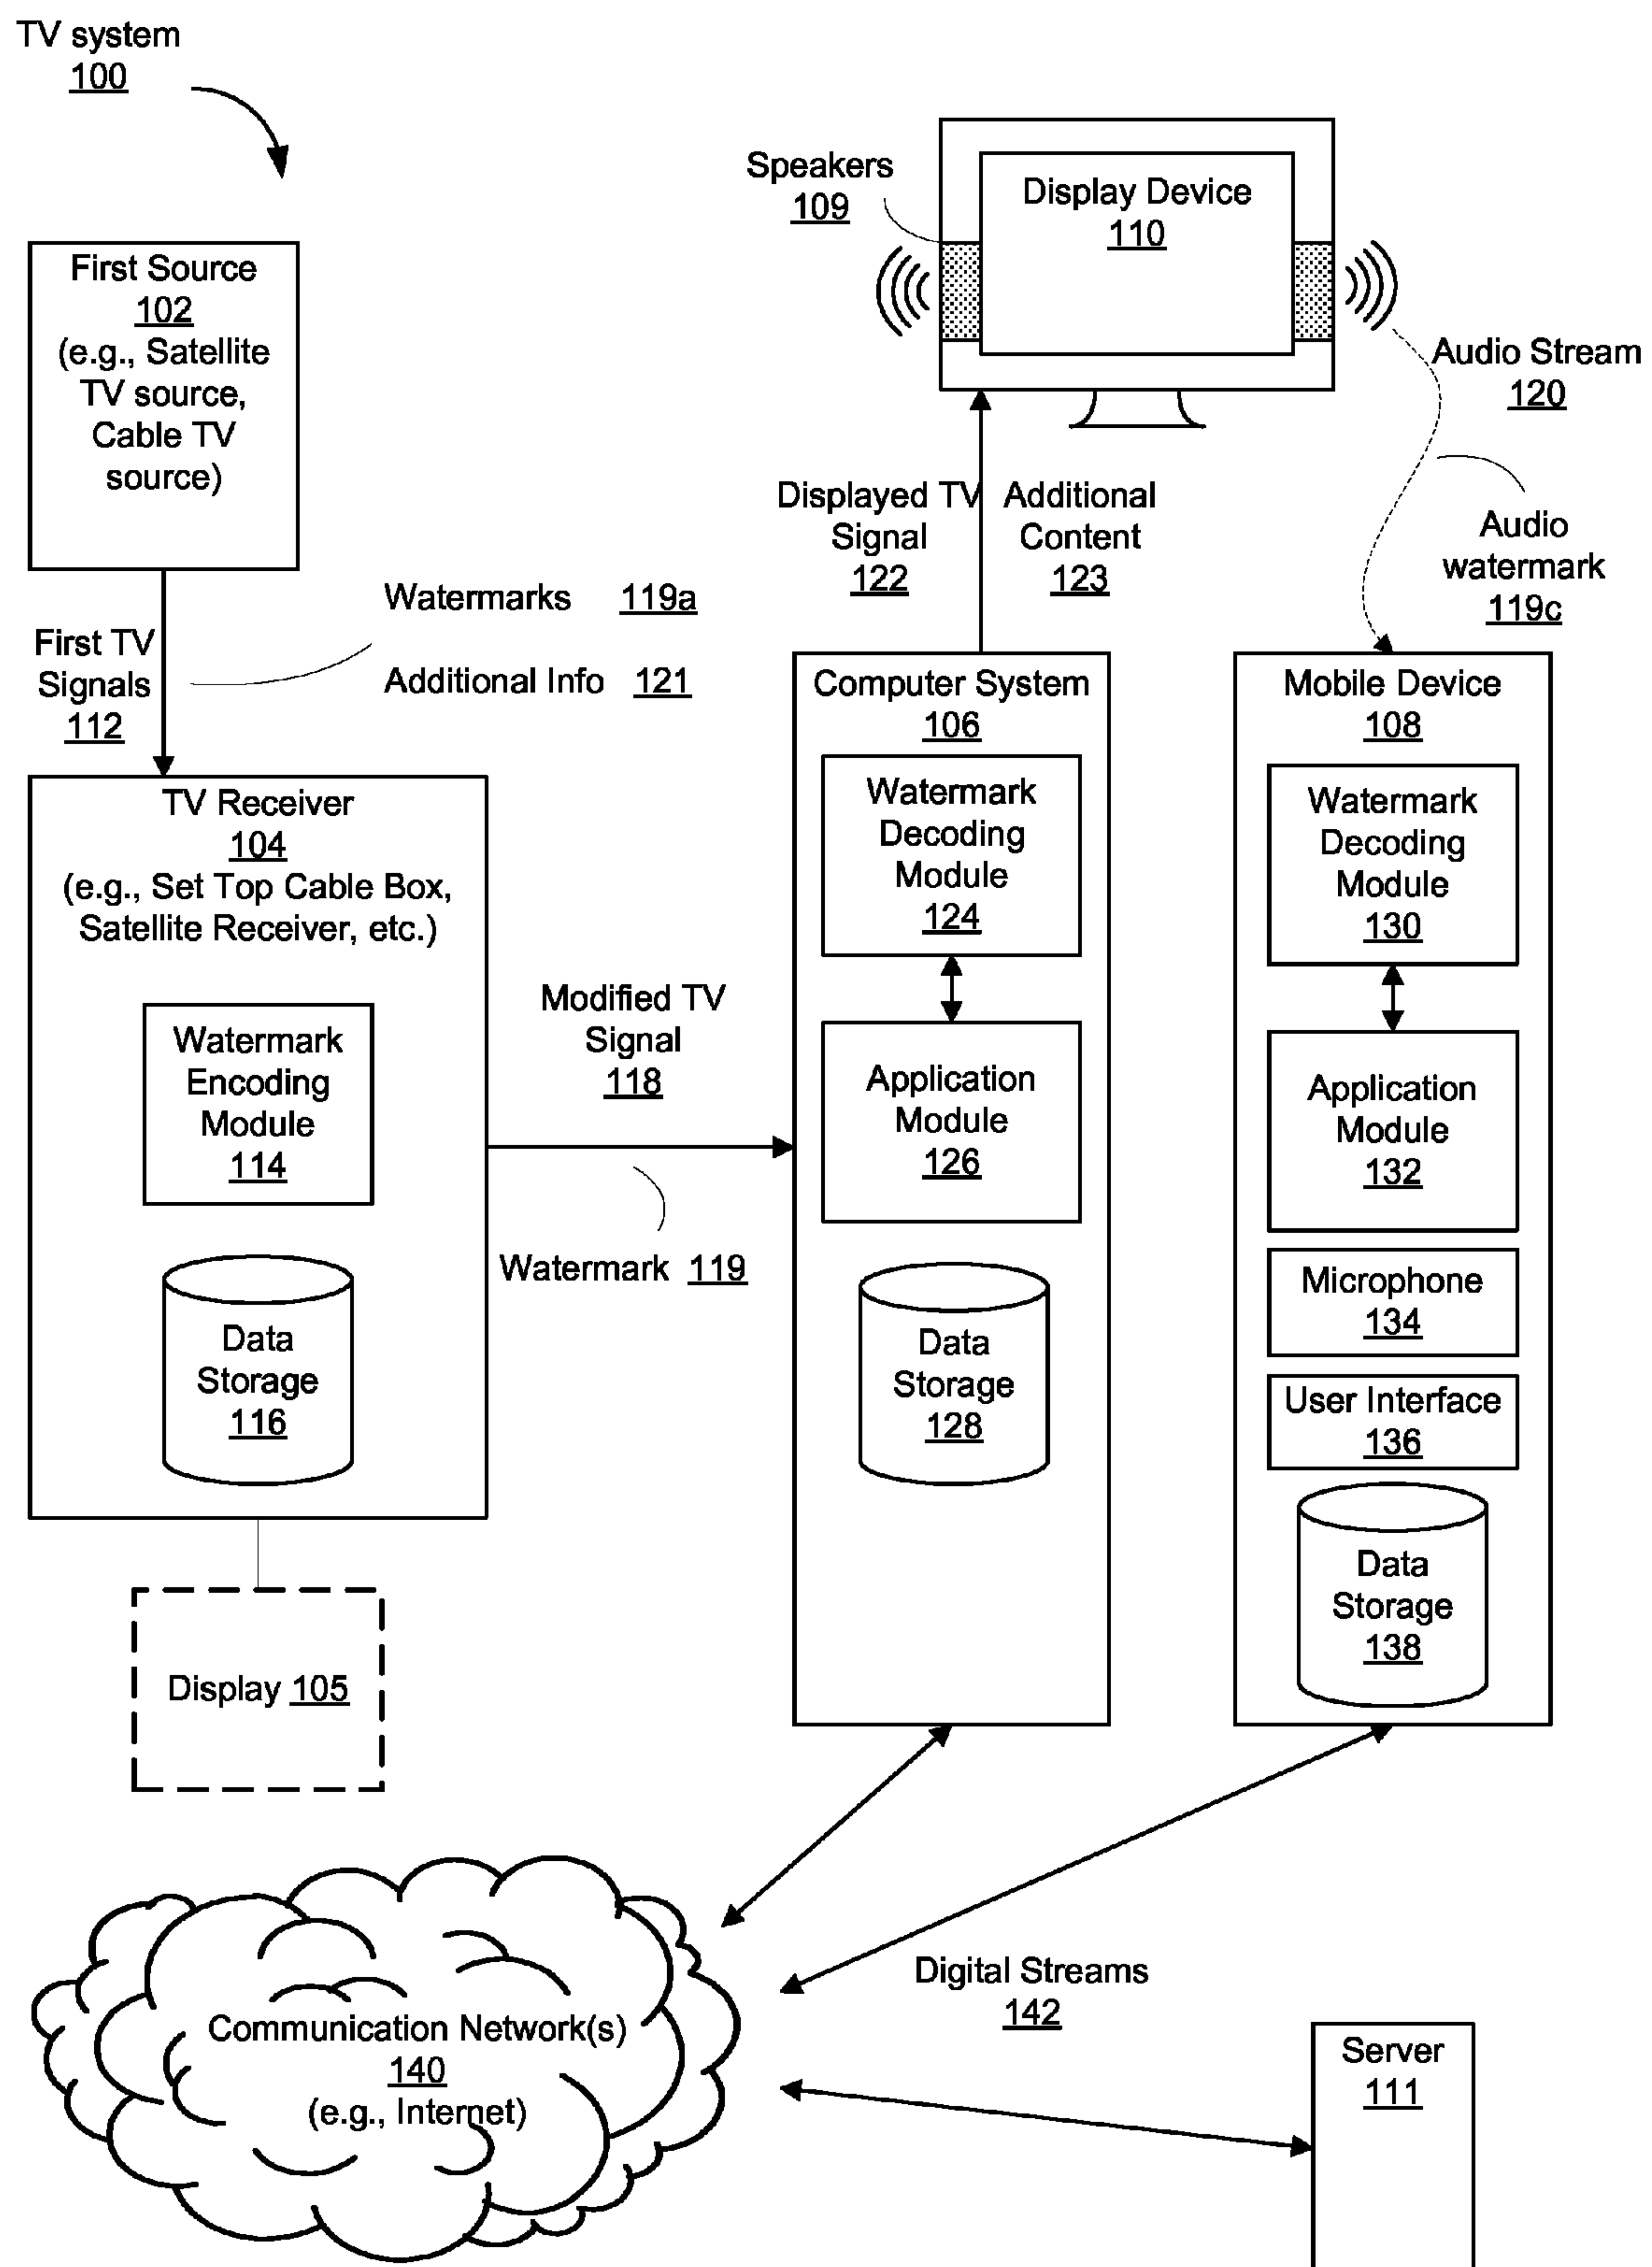 TV system
100
Speakers
109
Display Device
110
First Source
102
(e.g., Satellite
TV source,
Cable TV
source)
Audio Stream
120
Displayed TV
Signal
122
Additional
Content
123
Audio
watermark
119c
Watermarks 119a
Additional Info 121
First TV
Signals
112
TV Receiver
104
(e.g., Set Top Cable Box,
Satellite Receiver, etc.)
Watermark
Encoding
Module
114
Data
Storage
116
Modified TV
Signal
118
Watermark 119
Computer System
106
Watermark
Decoding
Module
124
Application
Module
126
Data
Storage
128
Mobile Device
108
Watermark
Decoding
Module
130
Application
Module
132
Microphone
134
User Interface
136
Data
Storage
138
Display 105
Communication Network(s)
140
(e.g., Internet)
Digital Streams
142
Server
111